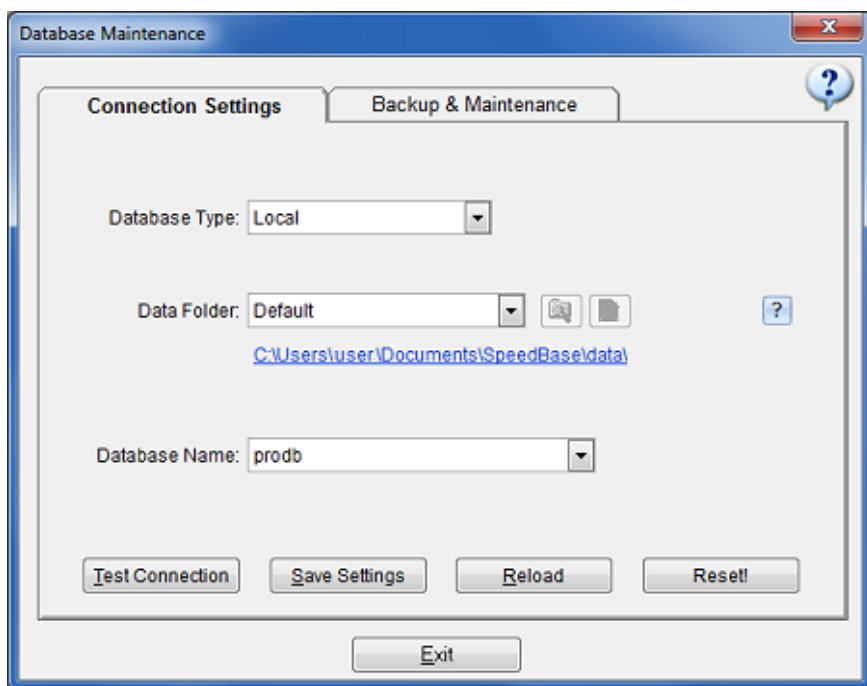 Database Maintenance
x
?
Connection Settings
Backup & Maintenance
Database Type: Local
Data Folder: Default
?
C:\Users\user\Documents\SpeedBase\data\
Database Name: prodb
Test Connection
Save Settings
Reload
Reset!
Exit